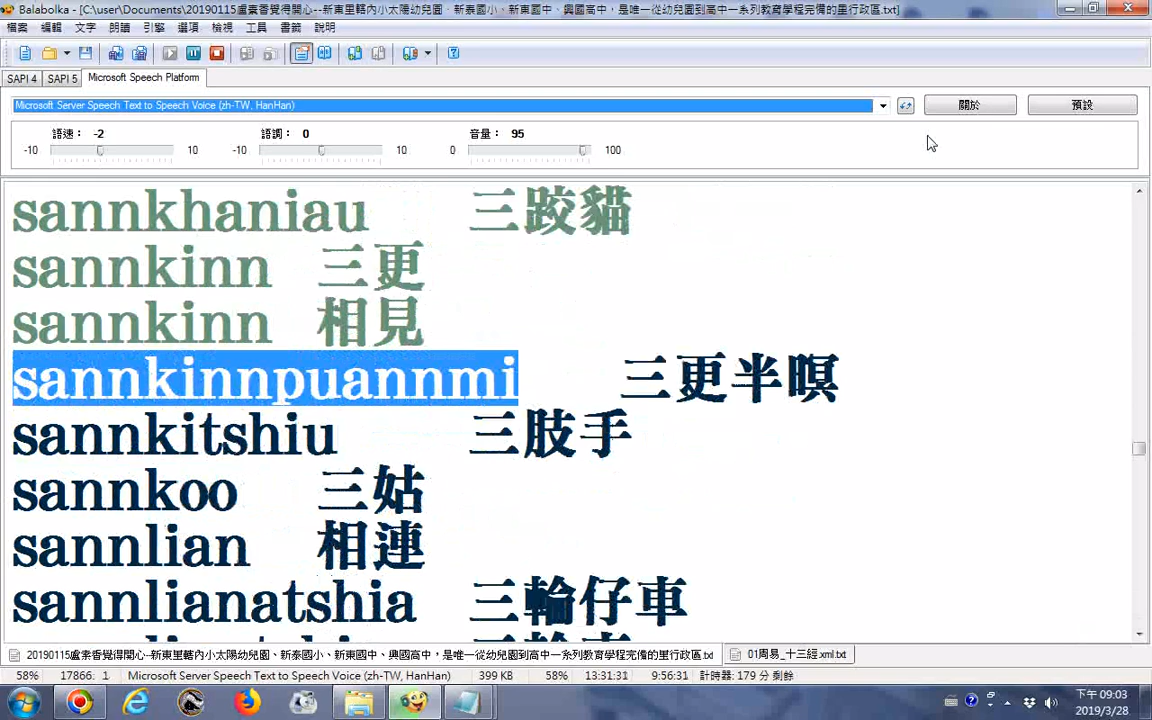 Balabolka - [C:\user\Documents\20190115盧素香覺得開心--新東里轄內小太陽幼兒園、新泰國小、新東國中、興國高中，是唯一從幼兒園到高中一系列教育學程完備的里行政區.txt]
檔案 編輯 文字 朗讀 引擎 選項 檢視 工具 書籤 說明
SAPI 4 SAPI 5 Microsoft Speech Platform
Microsoft Server Speech Text to Speech Voice (zh-TW, HanHan) 關於 預設
語速： -2 語調： 0 音量： 95
-10 10 -10 10 0 100
sannkhaniau 三跤貓
sannkinn 三更
sannkinn 相見
sannkinnpuannmi 三更半暝
sannkitshiu 三肢手
sannkoo 三姑
sannlian 相連
sannlianatshia 三輪仔車
20190115盧素香覺得開心--新東里轄內小太陽幼兒園、新泰國小、新東國中、興國高中，是唯一從幼兒園到高中一系列教育學程完備的里行政區.txt 01周易_十三經.xml.txt
58% 17866: 1 Microsoft Server Speech Text to Speech Voice (zh-TW, HanHan) 399 KB 58% 13:31:31 9:56:31 計時器: 179 分 剩餘
下午 09:03
2019/3/28